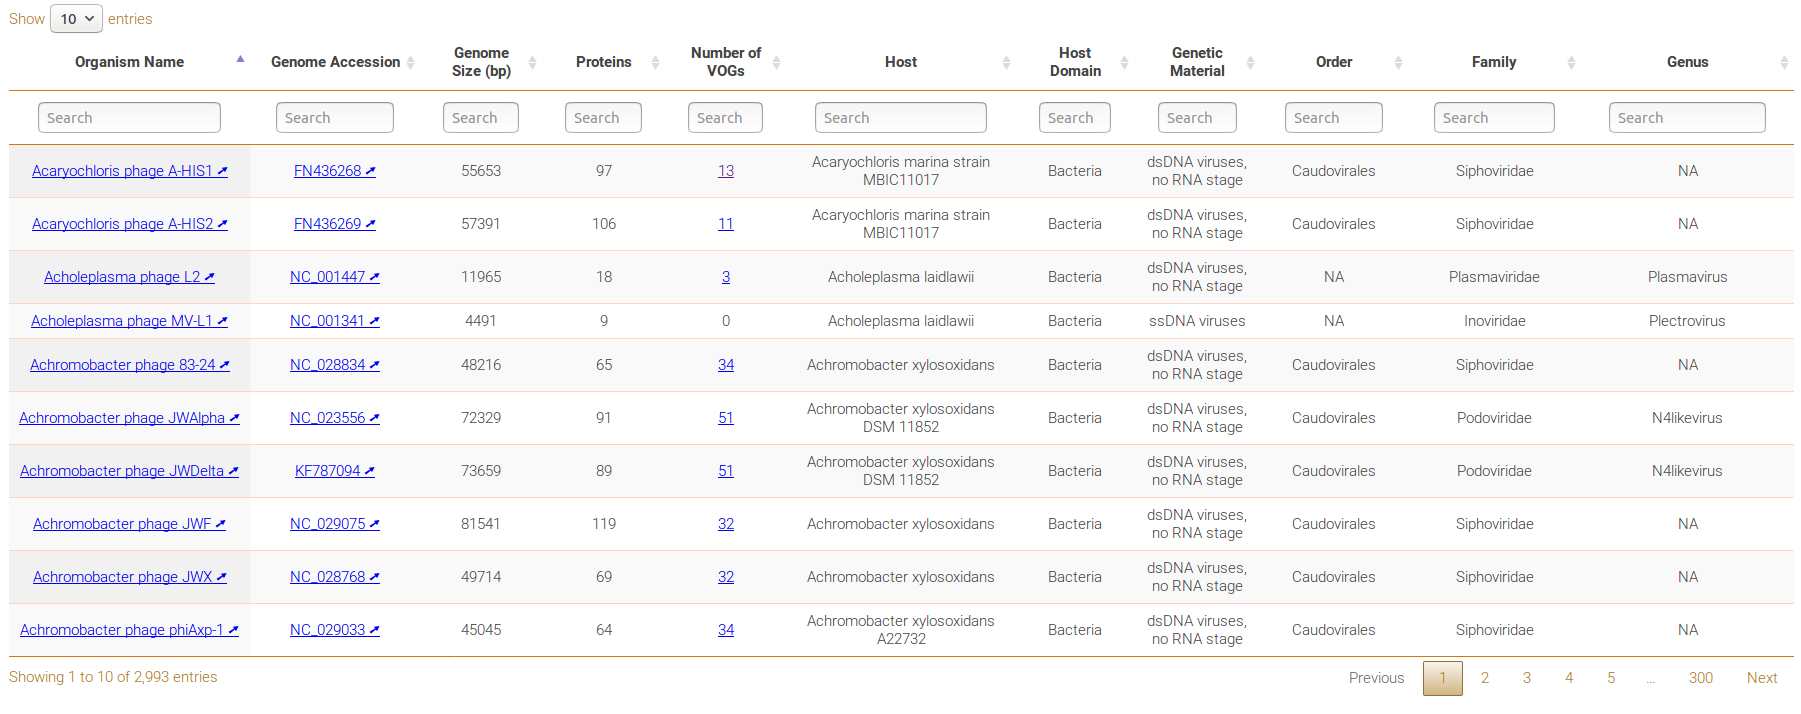 Show 10 entries
Organism Name Genome Accession Genome Size (bp) Proteins Number of VOGs Host Host Domain Genetic Material Order Family Genus
Search Search Search Search Search Search Search Search Search Search Search
Acaryochloris phage A-HIS1 FN436268 55653 97 13 Acaryochloris marina strain MBIC11017 Bacteria dsDNA viruses, no RNA stage Caudovirales Siphoviridae NA
Acaryochloris phage A-HIS2 FN436269 57391 106 11 Acaryochloris marina strain MBIC11017 Bacteria dsDNA viruses, no RNA stage Caudovirales Siphoviridae NA
Acholeplasma phage L2 NC_001447 11965 18 3 Acholeplasma laidlawii Bacteria dsDNA viruses, no RNA stage NA Plasmaviridae Plasmavirus
Acholeplasma phage MV-L1 NC_001341 4491 9 0 Acholeplasma laidlawii Bacteria ssDNA viruses NA Inoviridae Plectrovirus
Achromobacter phage 83-24 NC_028834 48216 65 34 Achromobacter xylosoxidans Bacteria dsDNA viruses, no RNA stage Caudovirales Siphoviridae NA
Achromobacter phage JWAlpha NC_023556 72329 91 51 Achromobacter xylosoxidans DSM 11852 Bacteria dsDNA viruses, no RNA stage Caudovirales Podoviridae N4likevirus
Achromobacter phage JWDelta KF787094 73659 89 51 Achromobacter xylosoxidans DSM 11852 Bacteria dsDNA viruses, no RNA stage Caudovirales Podoviridae N4likevirus
Achromobacter phage JWF NC_029075 81541 119 32 Achromobacter xylosoxidans Bacteria dsDNA viruses, no RNA stage Caudovirales Siphoviridae NA
Achromobacter phage JWX NC_028768 49714 69 32 Achromobacter xylosoxidans Bacteria dsDNA viruses, no RNA stage Caudovirales Siphoviridae NA
Achromobacter phage phiAxp-1 NC_029033 45045 64 34 Achromobacter xylosoxidans A22732 Bacteria dsDNA viruses, no RNA stage Caudovirales Siphoviridae NA
Showing 1 to 10 of 2,993 entries Previous 1 2 3 4 5 ... 300 Next